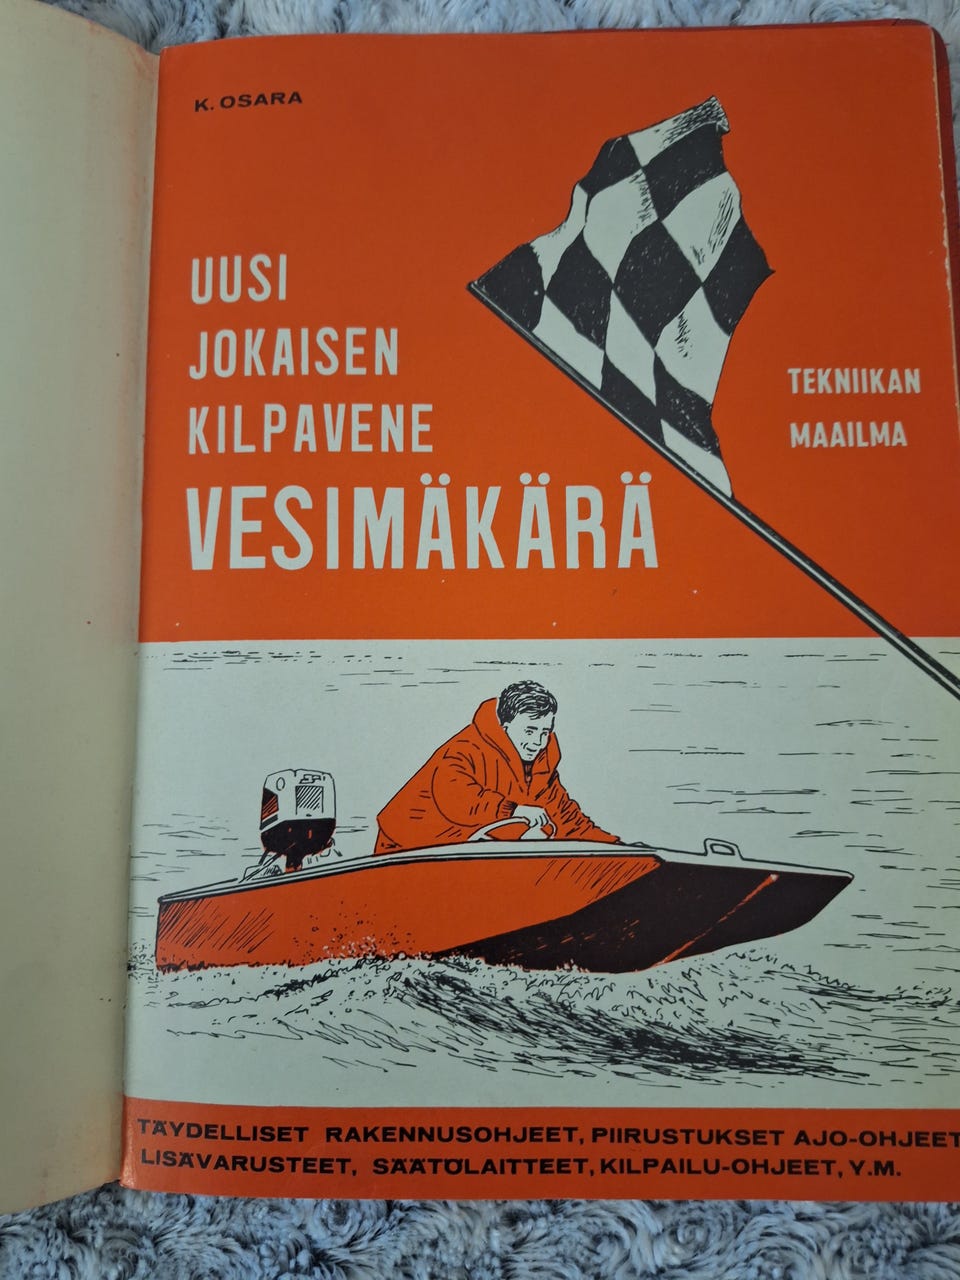 K. OSARA
UUSI
JOKAISEN
KILPAVENE
VESIMÄKÄRÄ
TEKNIIKAN
MAAILMA
TÄYDELLISET RAKENNUSOHJEET, PIIRUSTUKSET AJO-OHJEET
LISÄVARUSTEET, SÄÄTÖLAITTEET, KILPAILU-OHJEET, Y.M.